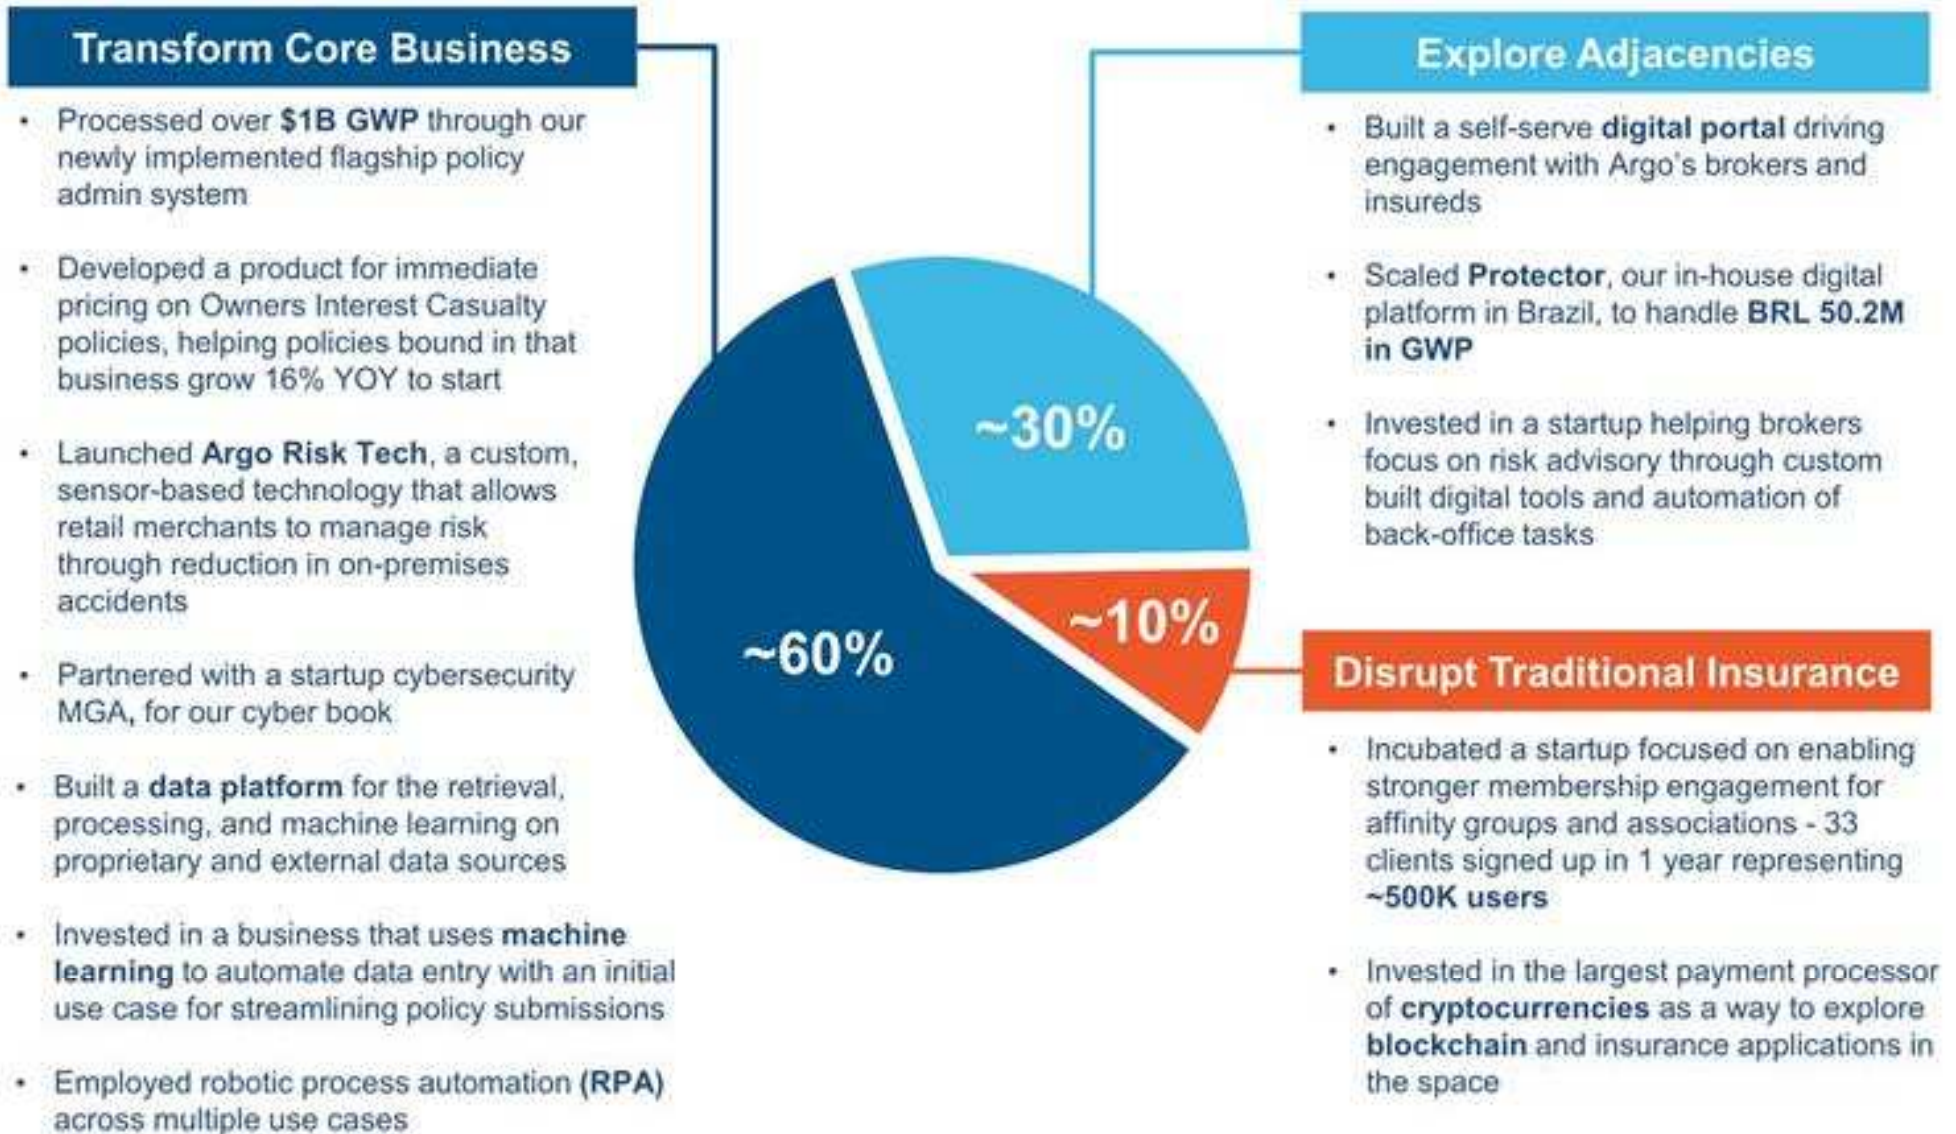 Transform Core Business
• Processed over $1B GWP through our
newly implemented flagship policy
admin system
• Developed a product for immediate
pricing on Owners Interest Casualty
policies, helping policies bound in that
business grow 16% YOY to start
• Launched Argo Risk Tech, a custom,
sensor-based technology that allows
retail merchants to manage risk
through reduction in on-premises
accidents
• Partnered with a startup cybersecurity
MGA, for our cyber book
• Built a data platform for the retrieval,
processing, and machine learning on
proprietary and external data sources
• Invested in a business that uses machine
learning to automate data entry with an initial
use case for streamlining policy submissions
• Employed robotic process automation (RPA)
across multiple use cases
~30%
~10%
~60%
Explore Adjacencies
• Built a self-serve digital portal driving
engagement with Argo's brokers and
insureds
• Scaled Protector, our in-house digital
platform in Brazil, to handle BRL 50.2M
in GWP
• Invested in a startup helping brokers
focus on risk advisory through custom
built digital tools and automation of
back-office tasks
Disrupt Traditional Insurance
• Incubated a startup focused on enabling
stronger membership engagement for
affinity groups and associations - 33
clients signed up in 1 year representing
~500K users
• Invested in the largest payment processor
of cryptocurrencies as a way to explore
blockchain and insurance applications in
the space